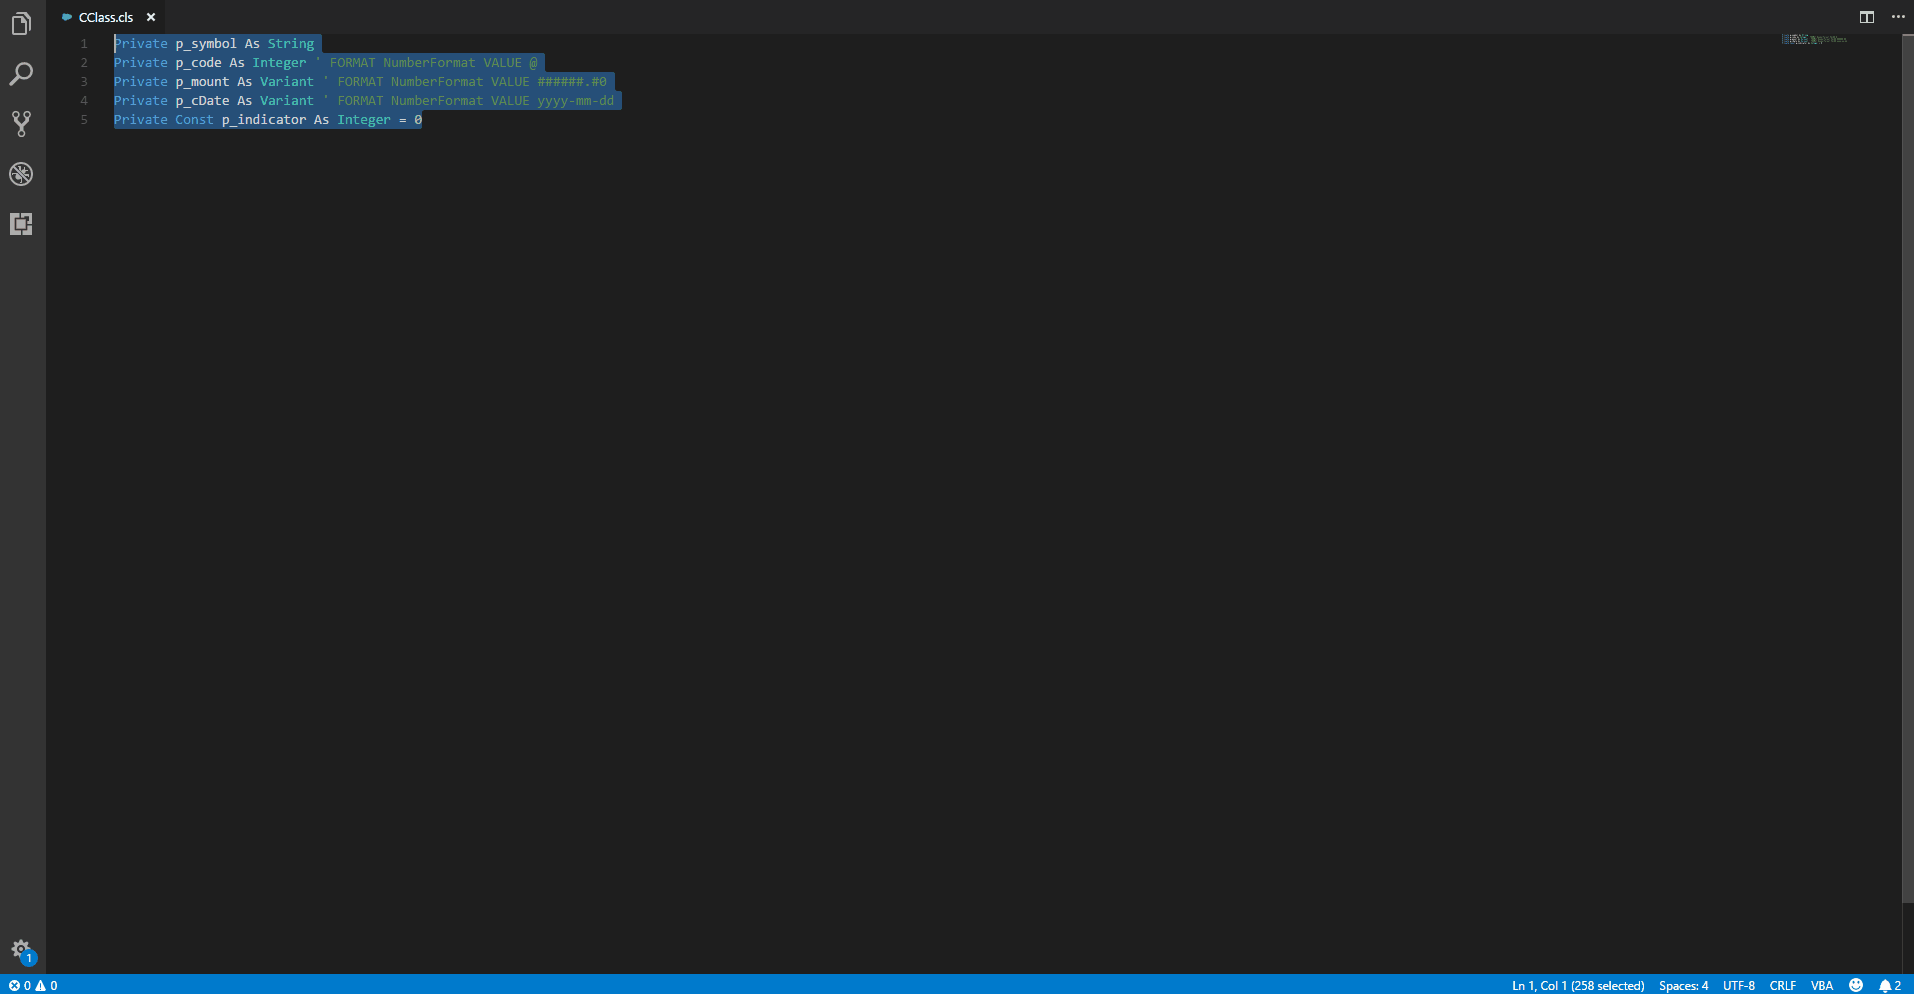 CClass.cls
1 Private p_symbol As String
2 Private p_code As Integer ' FORMAT NumberFormat VALUE @
3 Private p_mount As Variant ' FORMAT NumberFormat VALUE ######.#0
4 Private p_cDate As Variant ' FORMAT NumberFormat VALUE yyyy-mm-dd
5 Private Const p_indicator As Integer = 0
1
0 0 Ln 1, Col 1 (258 selected) Spaces: 4 UTF-8 CRLF VBA 2